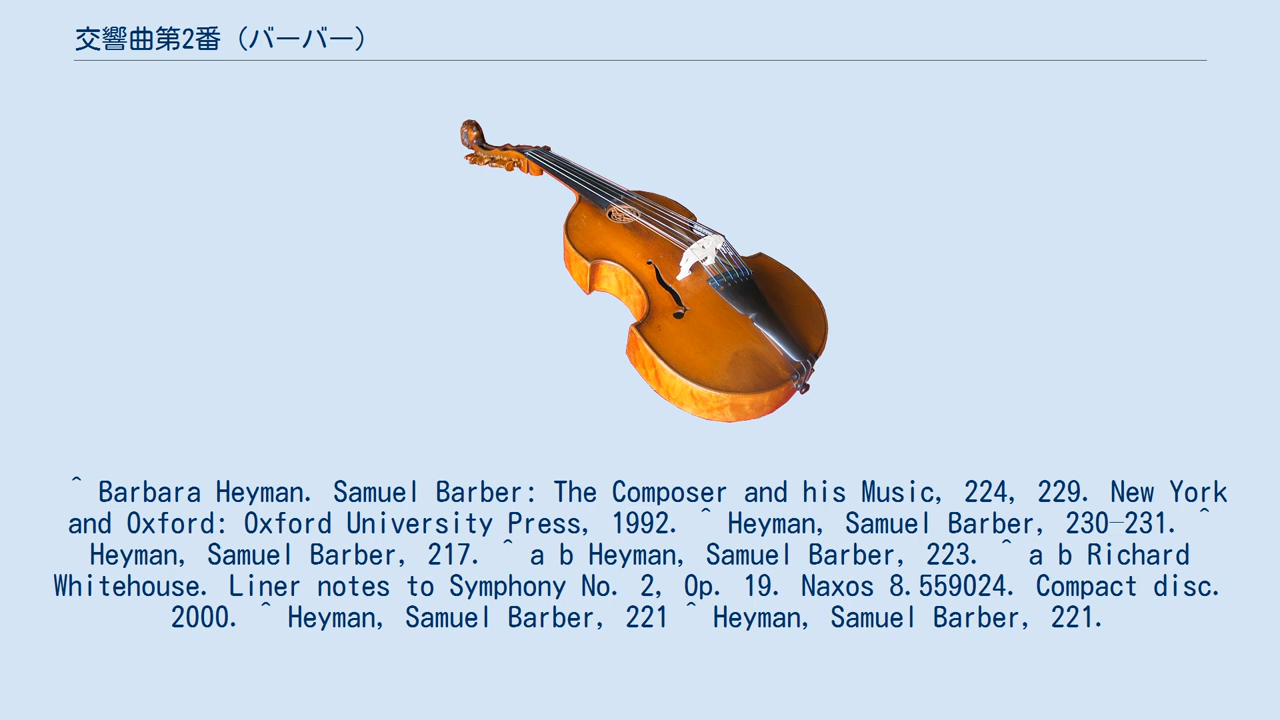 交響曲第2番（バーバー）
^ Barbara Heyman. Samuel Barber: The Composer and his Music, 224, 229. New York
and Oxford: Oxford University Press, 1992. ^ Heyman, Samuel Barber, 230–231. ^
Heyman, Samuel Barber, 217. ^ a b Heyman, Samuel Barber, 223. ^ a b Richard
Whitehouse. Liner notes to Symphony No. 2, Op. 19. Naxos 8.559024. Compact disc.
2000. ^ Heyman, Samuel Barber, 221 ^ Heyman, Samuel Barber, 221.